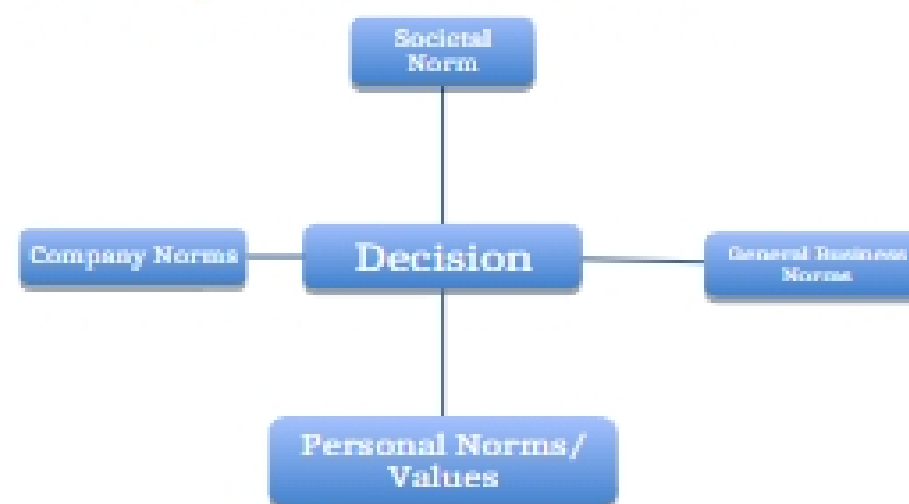 Societal
Norm
Company Norms
Decision
General Business
Norms
Personal Norms/
Values